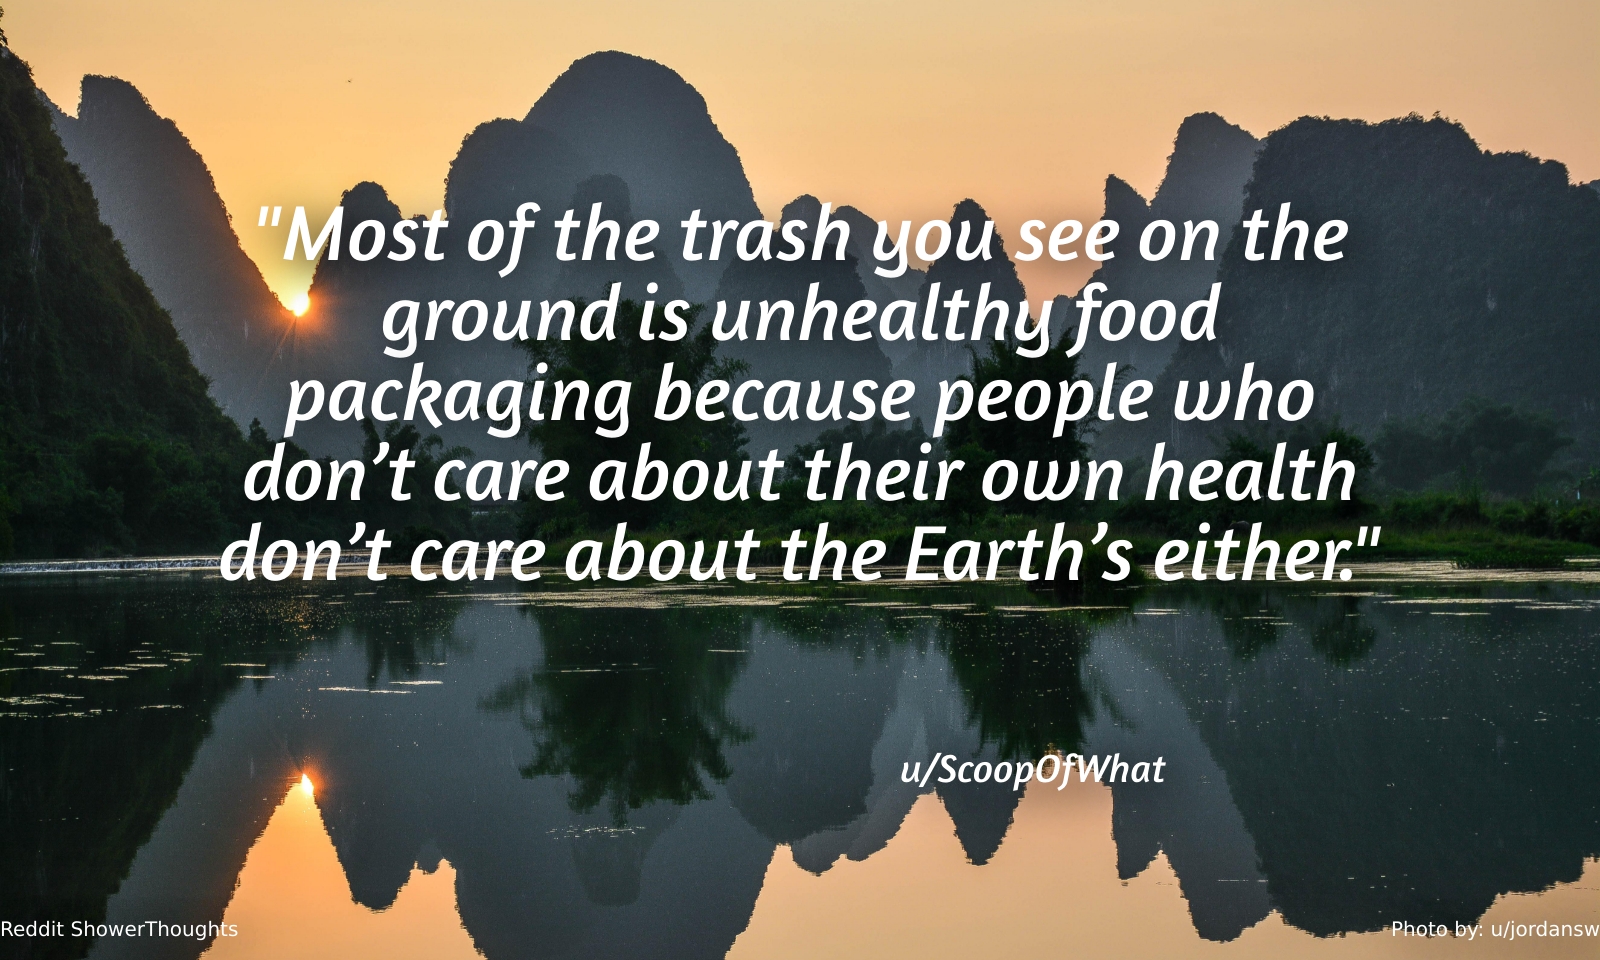 "Most of the trash you see on the
ground is unhealthy food
packaging because people who
don’t care about their own health
don’t care about the Earth’s either."
u/ScoopOfWhat
Reddit ShowerThoughts
Photo by: u/jordansw